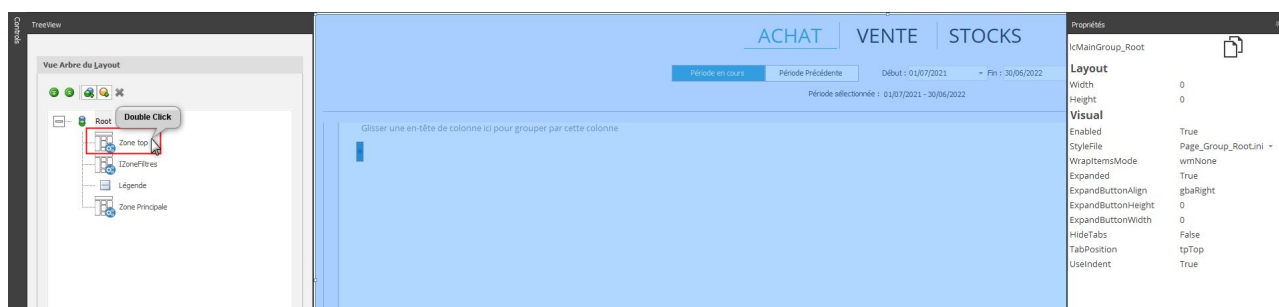 Controls
TreeView
Vue Arbre du Layout
Root
Double Click
Zone top
IZoneFiltres
Légende
Zone Principale
ACHAT VENTE STOCKS
Période en cours Période Précédente Début : 01/07/2021 Fin : 30/06/2022
Période sélectionnée : 01/07/2021 - 30/06/2022
Glisser une en-tête de colonne ici pour grouper par cette colonne
Propriétés
lcMainGroup_Root
Layout
Width 0
Height 0
Visual
Enabled True
StyleFile Page_Group_Root.ini
WrapItemsMode wmNone
Expanded True
ExpandButtonAlign gbaRight
ExpandButtonHeight 0
ExpandButtonWidth 0
HideTabs False
TabPosition tpTop
UseIndent True